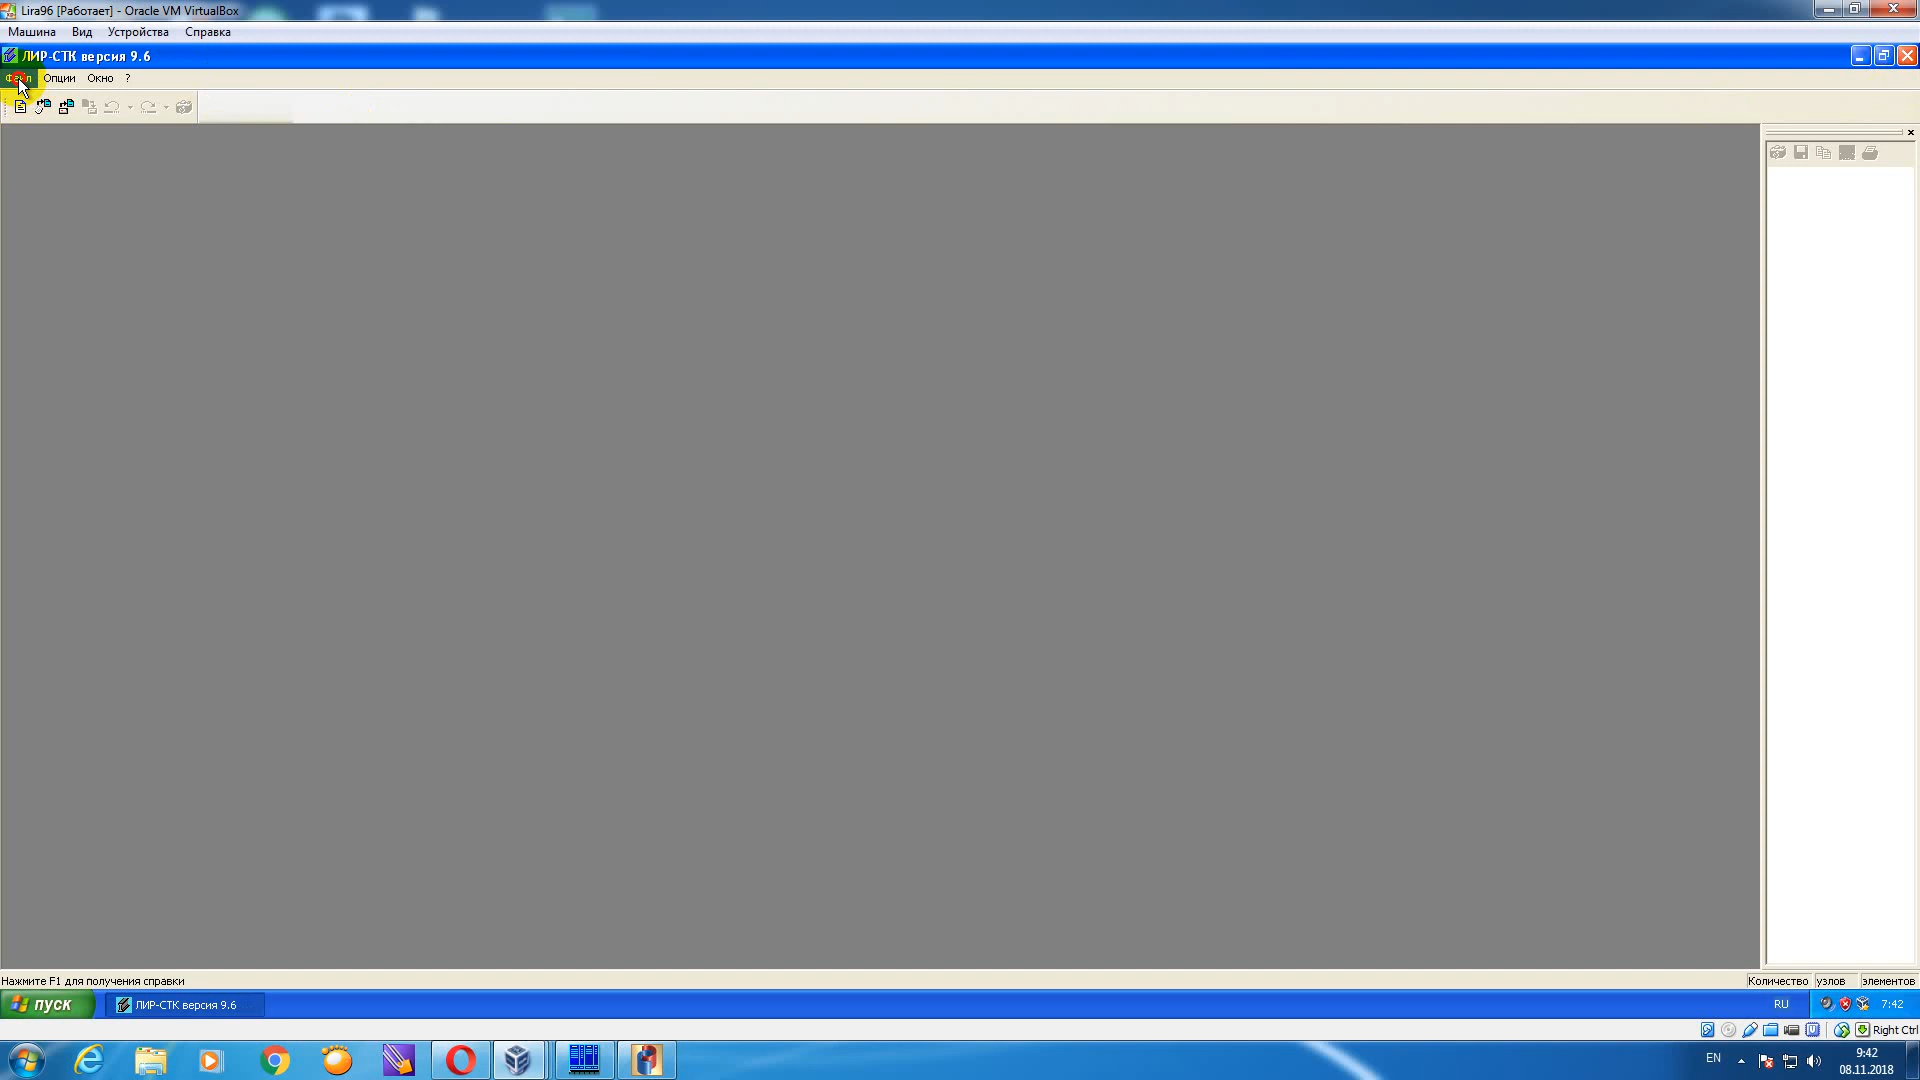 Lira96 [Работает] - Oracle VM VirtualBox
Машина Вид Устройства Справка
ЛИР-СТК версия 9.6
Файл Опции Окно ?
Нажмите F1 для получения справки
Количество узлов элементов
пуск ЛИР-СТК версия 9.6 RU 7:42
Right Ctrl
EN 9:42
08.11.2018